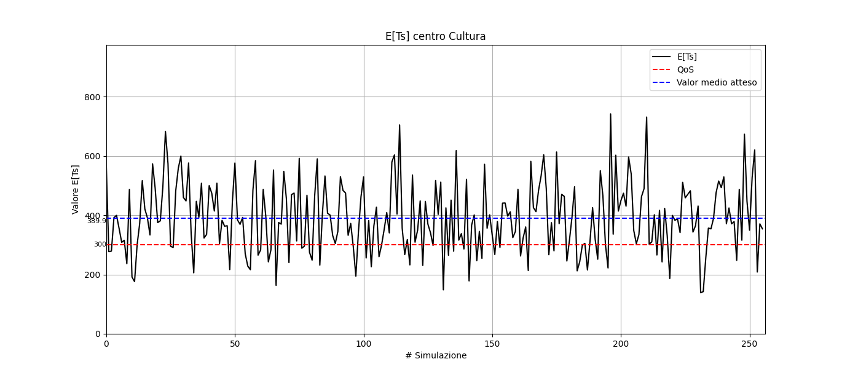 E[Ts] centro Cultura
E[Ts]
QoS
Valor medio atteso
Valore E[Ts]
800
600
400
300
200
0
0
50
100
150
200
250
# Simulazione